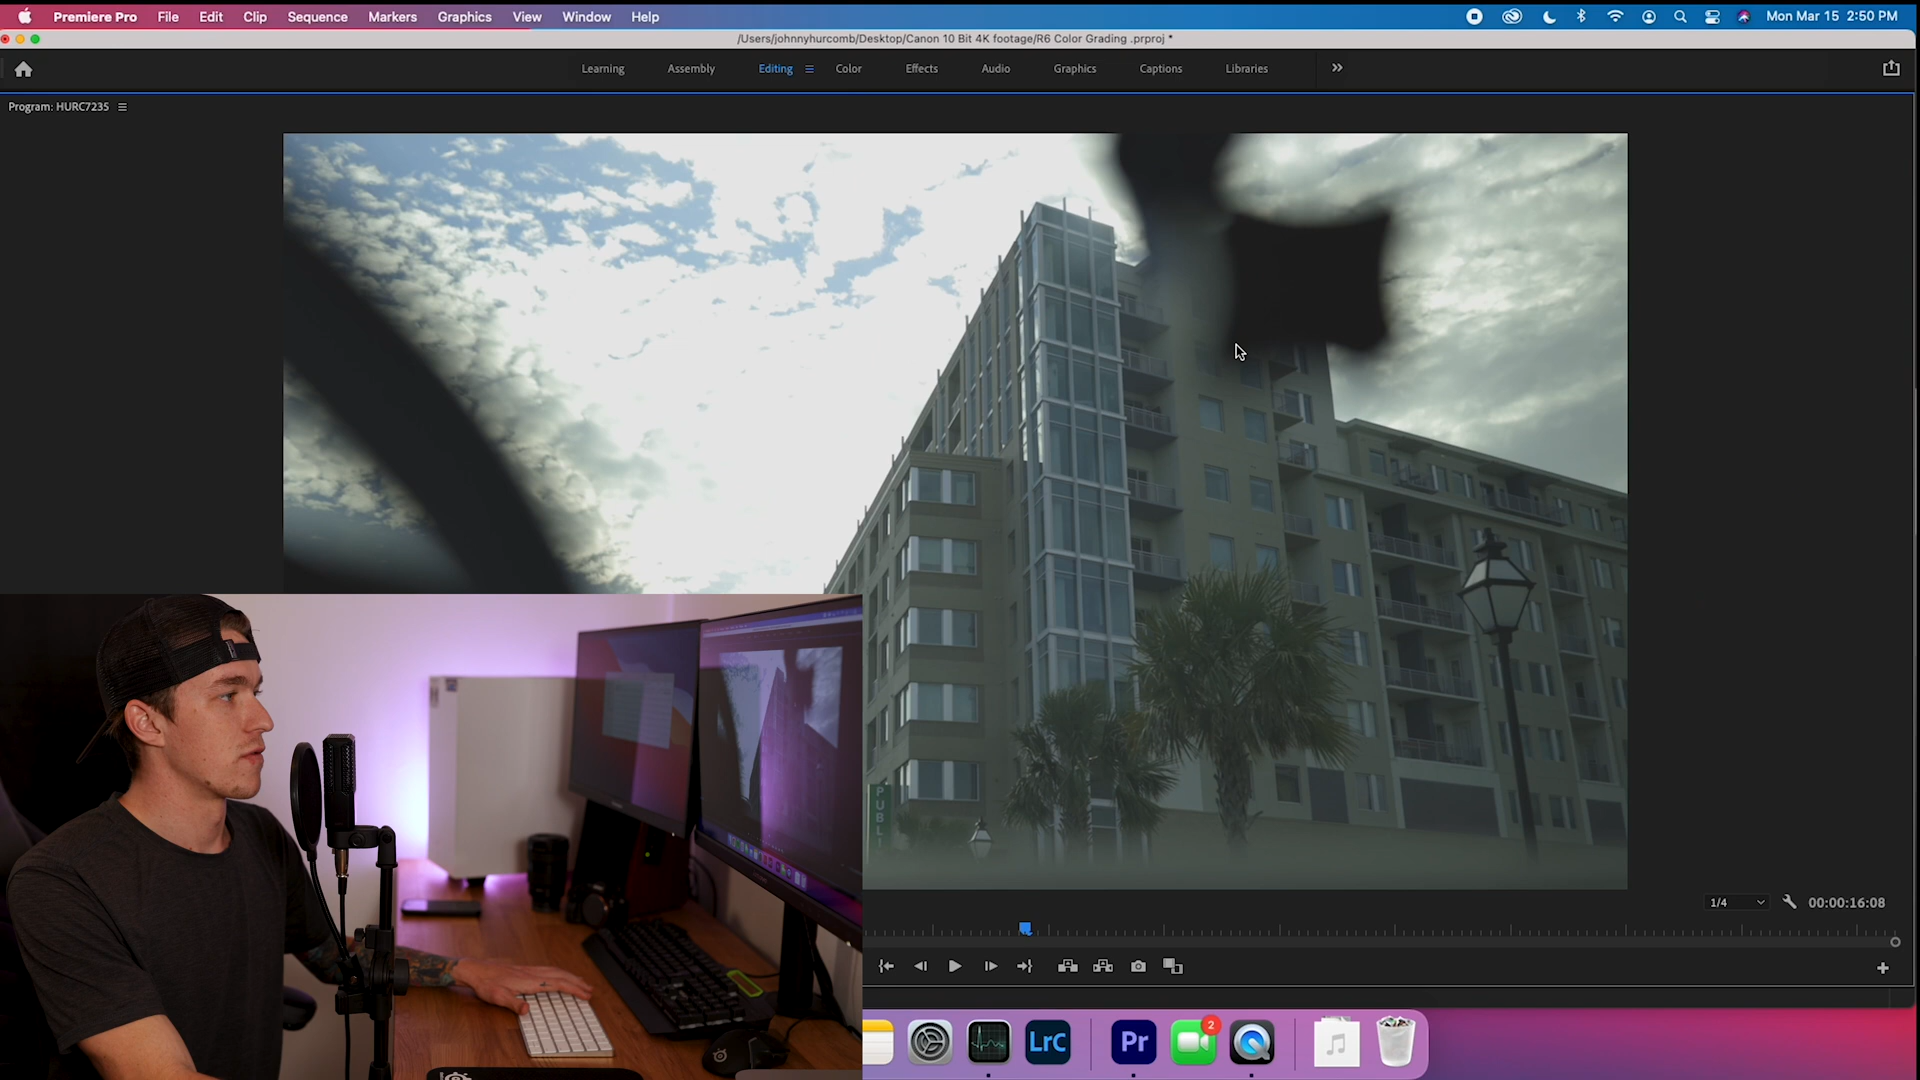 Premiere Pro File Edit Clip Sequence Markers Graphics View Window Help Mon Mar 15 2:50 PM
/Users/johnnyhurcomb/Desktop/Canon 10 Bit 4K footage/R6 Color Grading .prproj *
Learning Assembly Editing Color Effects Audio Graphics Captions Libraries
Program: HURC7235
PUBLI
1/4 00:00:16:08
LrC Pr 2